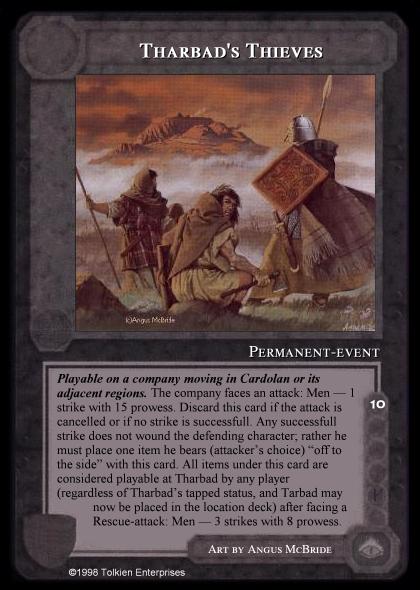 Tharbad's Thieves
(c)Angus McBride
Permanent-event
Playable on a company moving in Cardolan or its
adjacent regions. The company faces an attack: Men — 1
strike with 15 prowess. Discard this card if the attack is
cancelled or if no strike is successfull. Any successfull
strike does not wound the defending character; rather he
must place one item he bears (attacker's choice) “off to
the side” with this card. All items under this card are
considered playable at Tharbad by any player
(regardless of Tharbad's tapped status, and Tarbad may
now be placed in the location deck) after facing a
Rescue-attack: Men — 3 strikes with 8 prowess.
10
Art by Angus McBride
©1998 Tolkien Enterprises